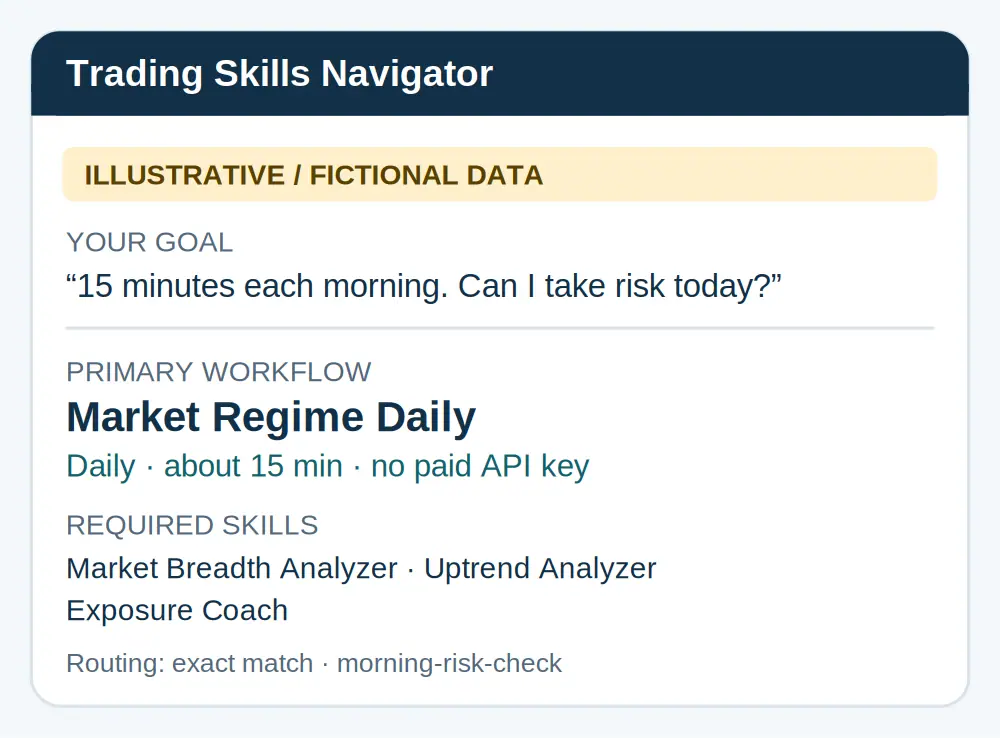 Trading Skills Navigator
ILLUSTRATIVE / FICTIONAL DATA
YOUR GOAL
“15 minutes each morning. Can I take risk today?”
PRIMARY WORKFLOW
Market Regime Daily
Daily · about 15 min · no paid API key
REQUIRED SKILLS
Market Breadth Analyzer · Uptrend Analyzer
Exposure Coach
Routing: exact match · morning-risk-check